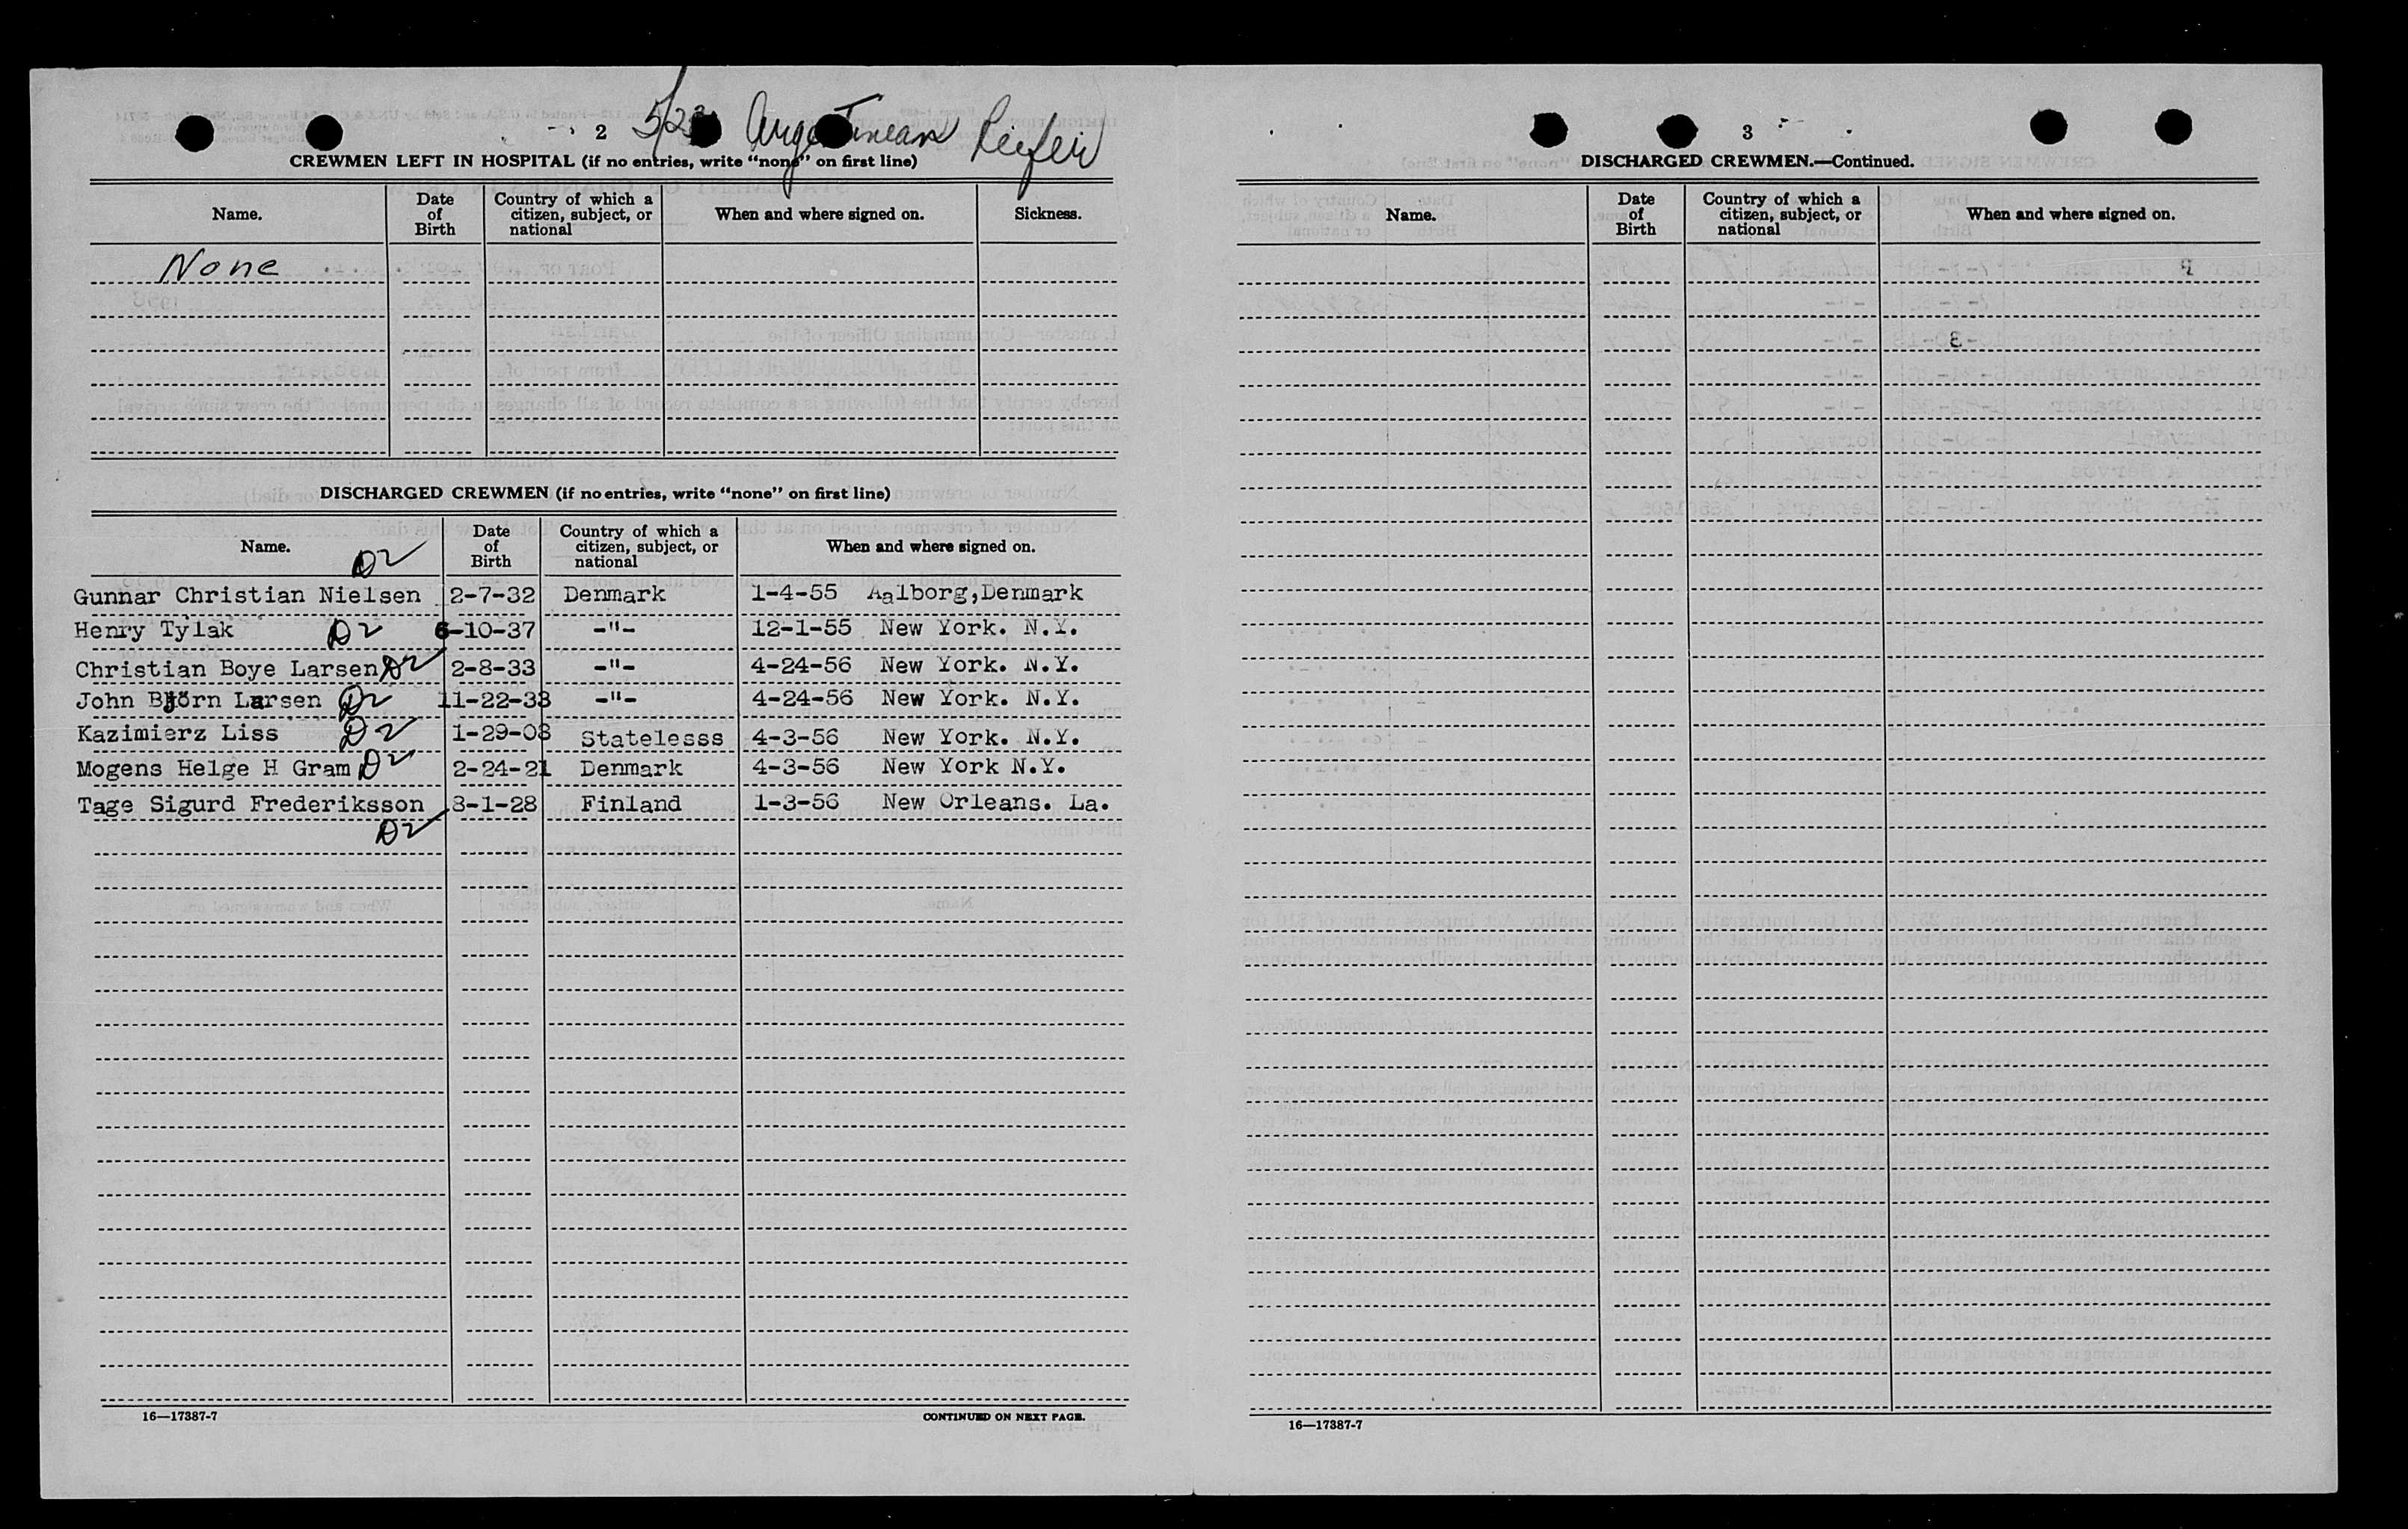 2 5/23 Argentinean Reefer
CREWMEN LEFT IN HOSPITAL (if no entries, write “none” on first line)
Name. Date of Birth Country of which a citizen, subject, or national When and where signed on. Sickness.
None
DISCHARGED CREWMEN (if no entries, write “none” on first line)
Name. Date of Birth Country of which a citizen, subject, or national When and where signed on.
D2
Gunnar Christian Nielsen 2-7-32 Denmark 1-4-55 Aalborg,Denmark
Henry Tylak D2 6-10-37 -"- 12-1-55 New York. N.Y.
Christian Boye Larsen D2 2-8-33 -"- 4-24-56 New York. N.Y.
John Björn Larsen D2 11-22-38 -"- 4-24-56 New York. N.Y.
Kazimierz Liss D2 1-29-08 Statelesss 4-3-56 New York. N.Y.
Mogens Helge H Gram D2 2-24-21 Denmark 4-3-56 New York N.Y.
Tage Sigurd Frederiksson 8-1-28 Finland 1-3-56 New Orleans. La.
D2
16—17387-7 CONTINUED ON NEXT PAGE.
3
DISCHARGED CREWMEN.—Continued.
Name. Date of Birth Country of which a citizen, subject, or national When and where signed on.
16—17387-7